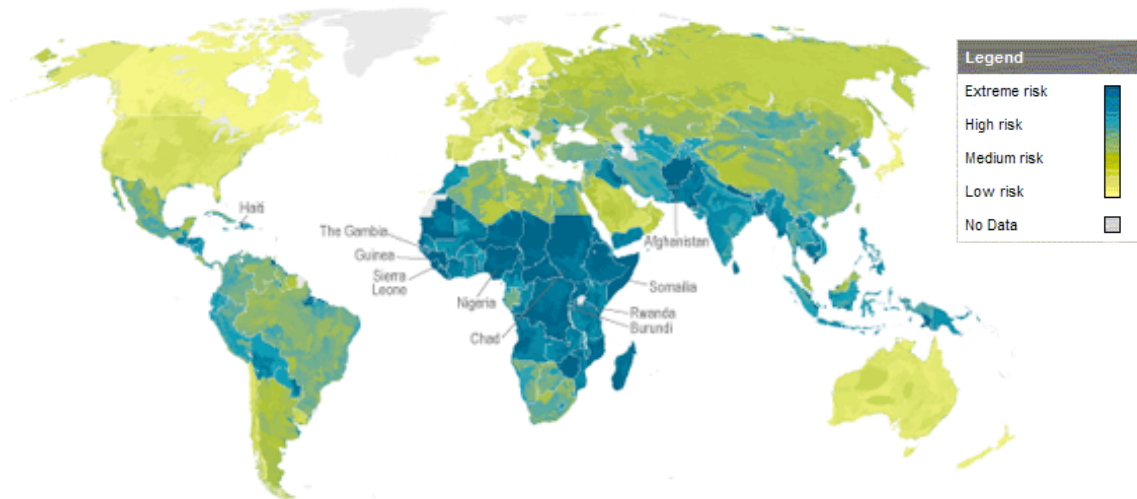 Legend
Extreme risk
High risk
Medium risk
Low risk
No Data
Haiti
The Gambia
Guinea
Sierra
Leone
Nigeria
Chad
Afghanistan
Somailia
Rwanda
Burundi